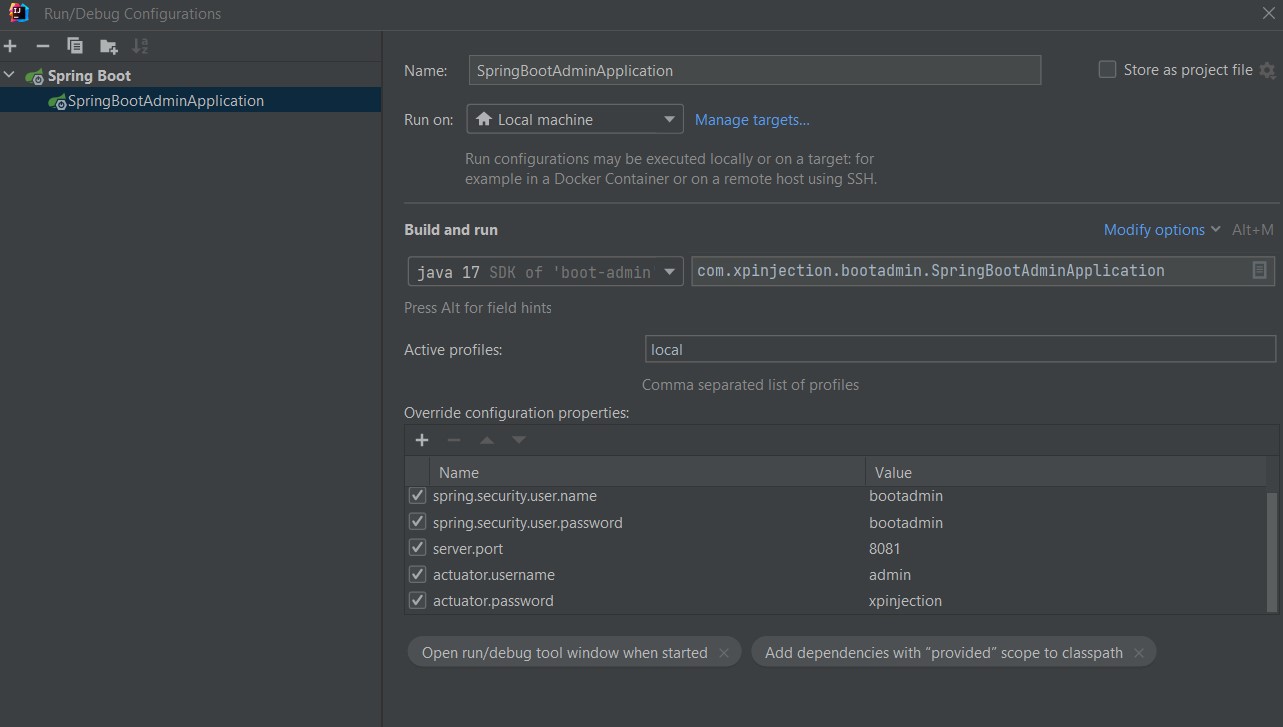 Run/Debug Configurations
Spring Boot
SpringBootAdminApplication
Name: SpringBootAdminApplication Store as project file
Run on: Local machine Manage targets...
Run configurations may be executed locally or on a target: for
example in a Docker Container or on a remote host using SSH.
Build and run Modify options Alt+M
java 17 SDK of 'boot-admin' com.xpinjection.bootadmin.SpringBootAdminApplication
Press Alt for field hints
Active profiles: local
Comma separated list of profiles
Override configuration properties:
Name Value
spring.security.user.name bootadmin
spring.security.user.password bootadmin
server.port 8081
actuator.username admin
actuator.password xpinjection
Open run/debug tool window when started × Add dependencies with “provided” scope to classpath ×